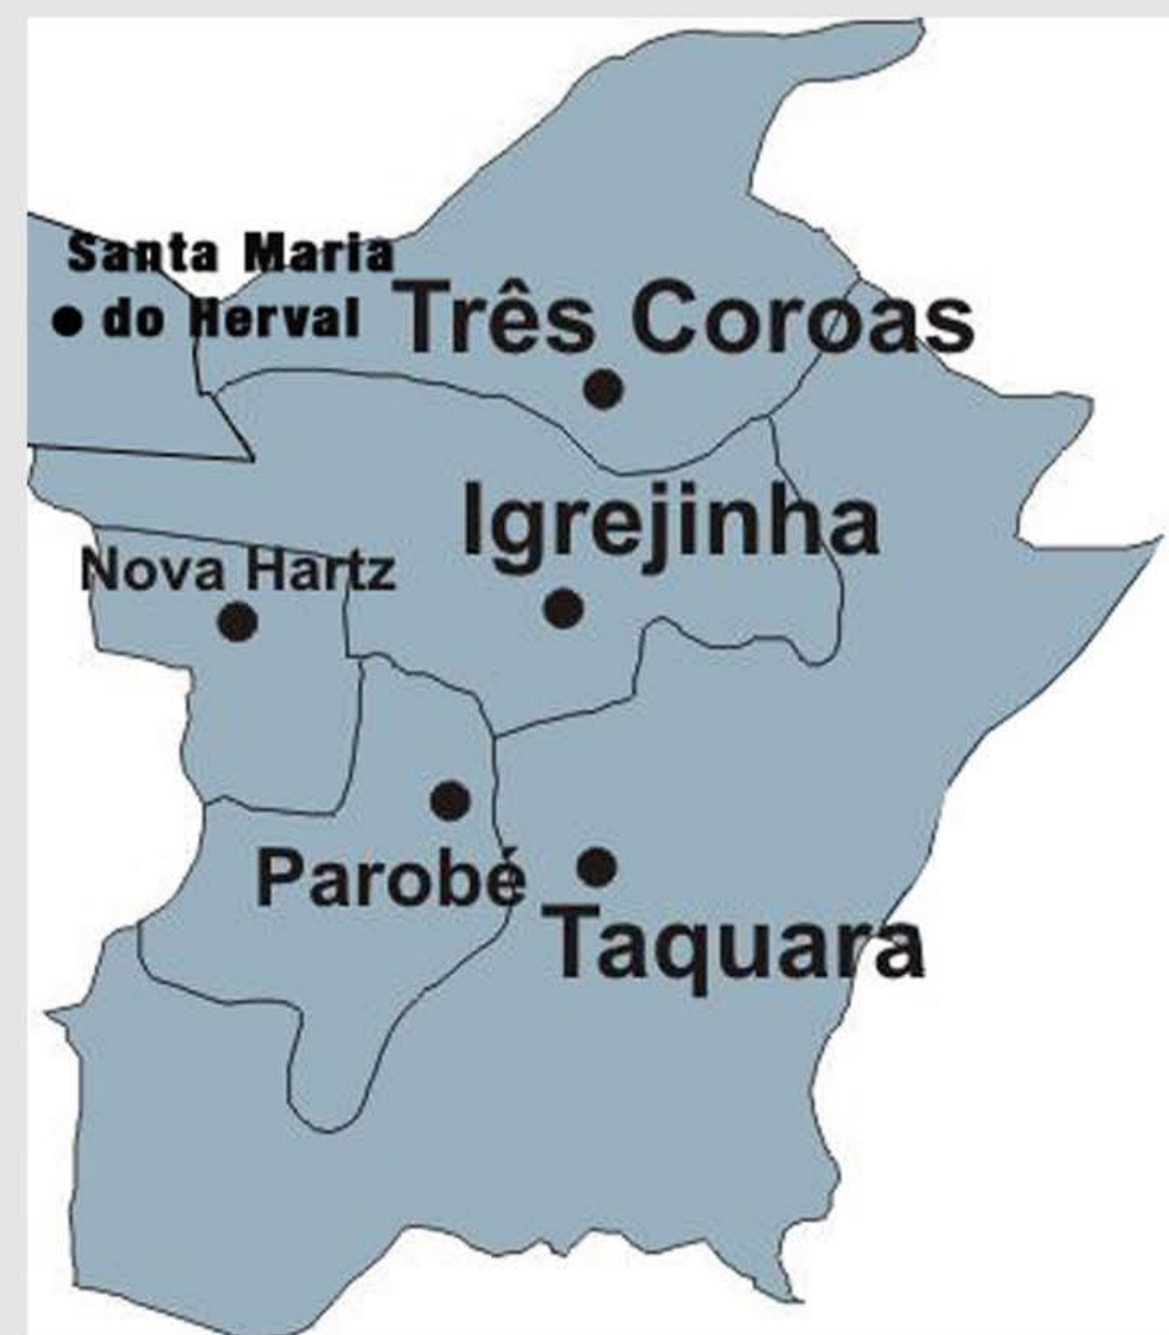 Santa Maria
do Herval
Três Coroas
Igrejinha
Nova Hartz
Parobé
Taquara